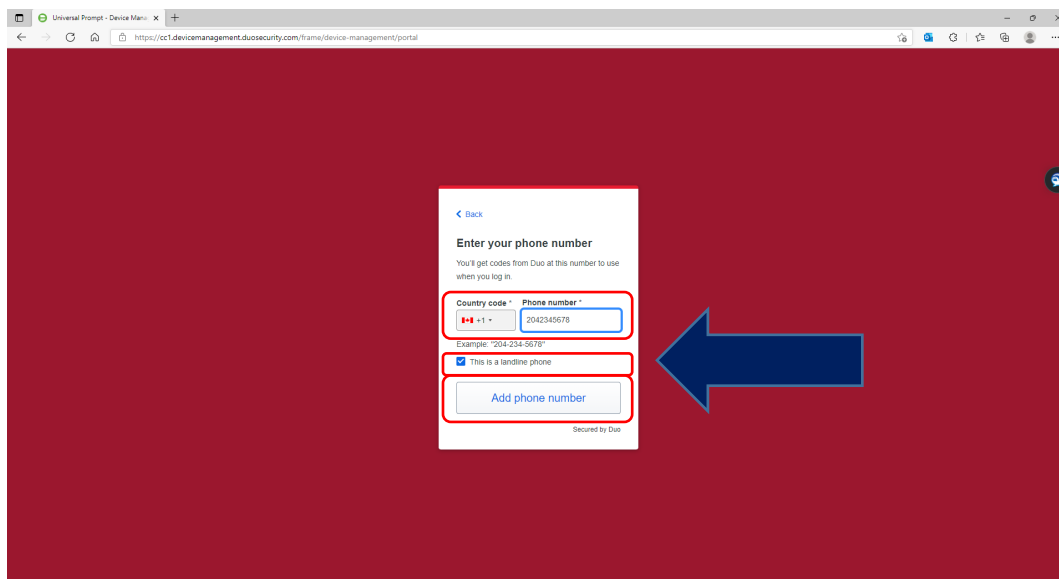 Universal Prompt - Device Mana
https://cc1.devicemanagement.duosecurity.com/frame/device-management/portal
Back
Enter your phone number
You'll get codes from Duo at this number to use
when you log in.
Country code * Phone number *
+1 2042345678
Example: "204-234-5678"
This is a landline phone
Add phone number
Secured by Duo